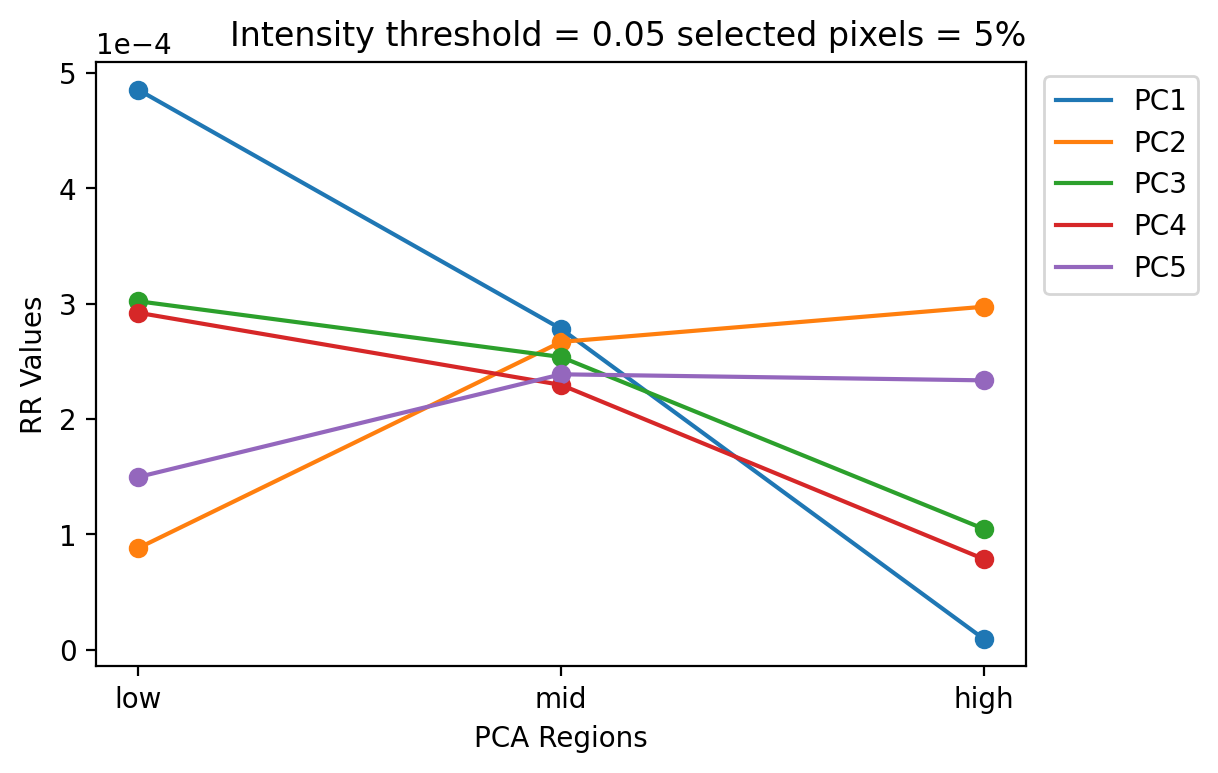 Intensity threshold = 0.05 selected pixels = 5%
1e−4
5
4
3
2
1
0
RR Values
low
mid
high
PCA Regions
PC1
PC2
PC3
PC4
PC5